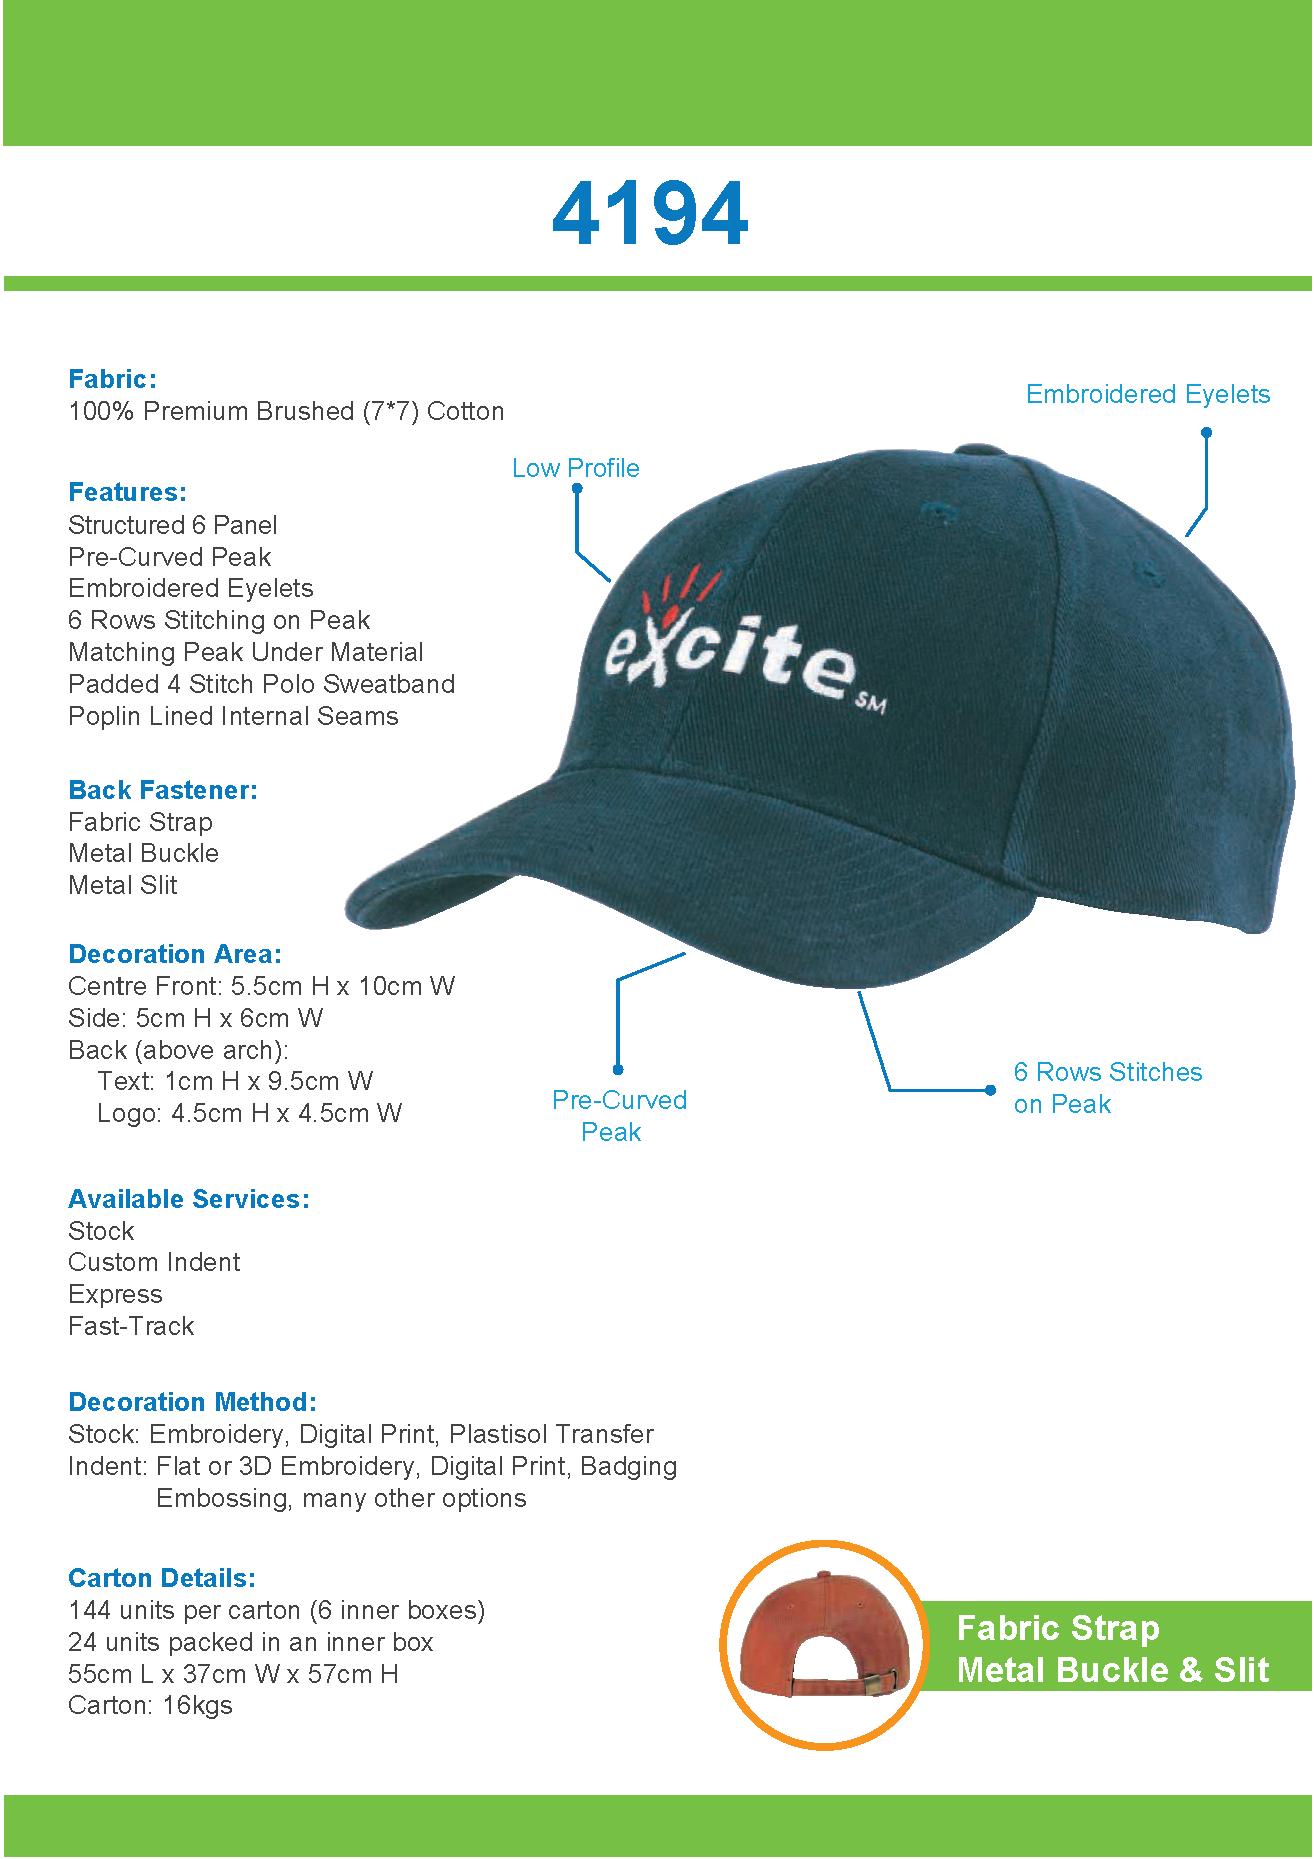 4194
Fabric:
100% Premium Brushed (7*7) Cotton
Features:
Structured 6 Panel
Pre-Curved Peak
Embroidered Eyelets
6 Rows Stitching on Peak
Matching Peak Under Material
Padded 4 Stitch Polo Sweatband
Poplin Lined Internal Seams
Back Fastener:
Fabric Strap
Metal Buckle
Metal Slit
Decoration Area:
Centre Front: 5.5cm H x 10cm W
Side: 5cm H x 6cm W
Back (above arch):
Text: 1cm H x 9.5cm W
Logo: 4.5cm H x 4.5cm W
Available Services:
Stock
Custom Indent
Express
Fast-Track
Decoration Method:
Stock: Embroidery, Digital Print, Plastisol Transfer
Indent: Flat or 3D Embroidery, Digital Print, Badging
Embossing, many other options
Carton Details:
144 units per carton (6 inner boxes)
24 units packed in an inner box
55cm L x 37cm W x 57cm H
Carton: 16kgs
Embroidered Eyelets
Low Profile
excite SM
Pre-Curved
Peak
6 Rows Stitches
on Peak
Fabric Strap
Metal Buckle & Slit